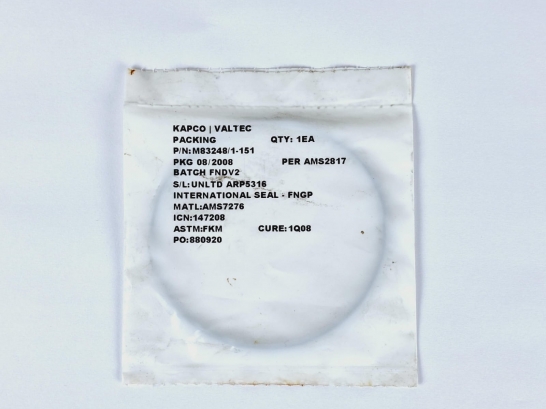 KAPCO | VALTEC
PACKING QTY: 1EA
P/N:M83248/1-151
PKG 08/2008 PER AMS2817
BATCH FNDV2
S/L:UNLTD ARP5316
INTERNATIONAL SEAL - FNGP
MATL:AMS7276
ICN:147208
ASTM:FKM CURE:1Q08
PO:880920